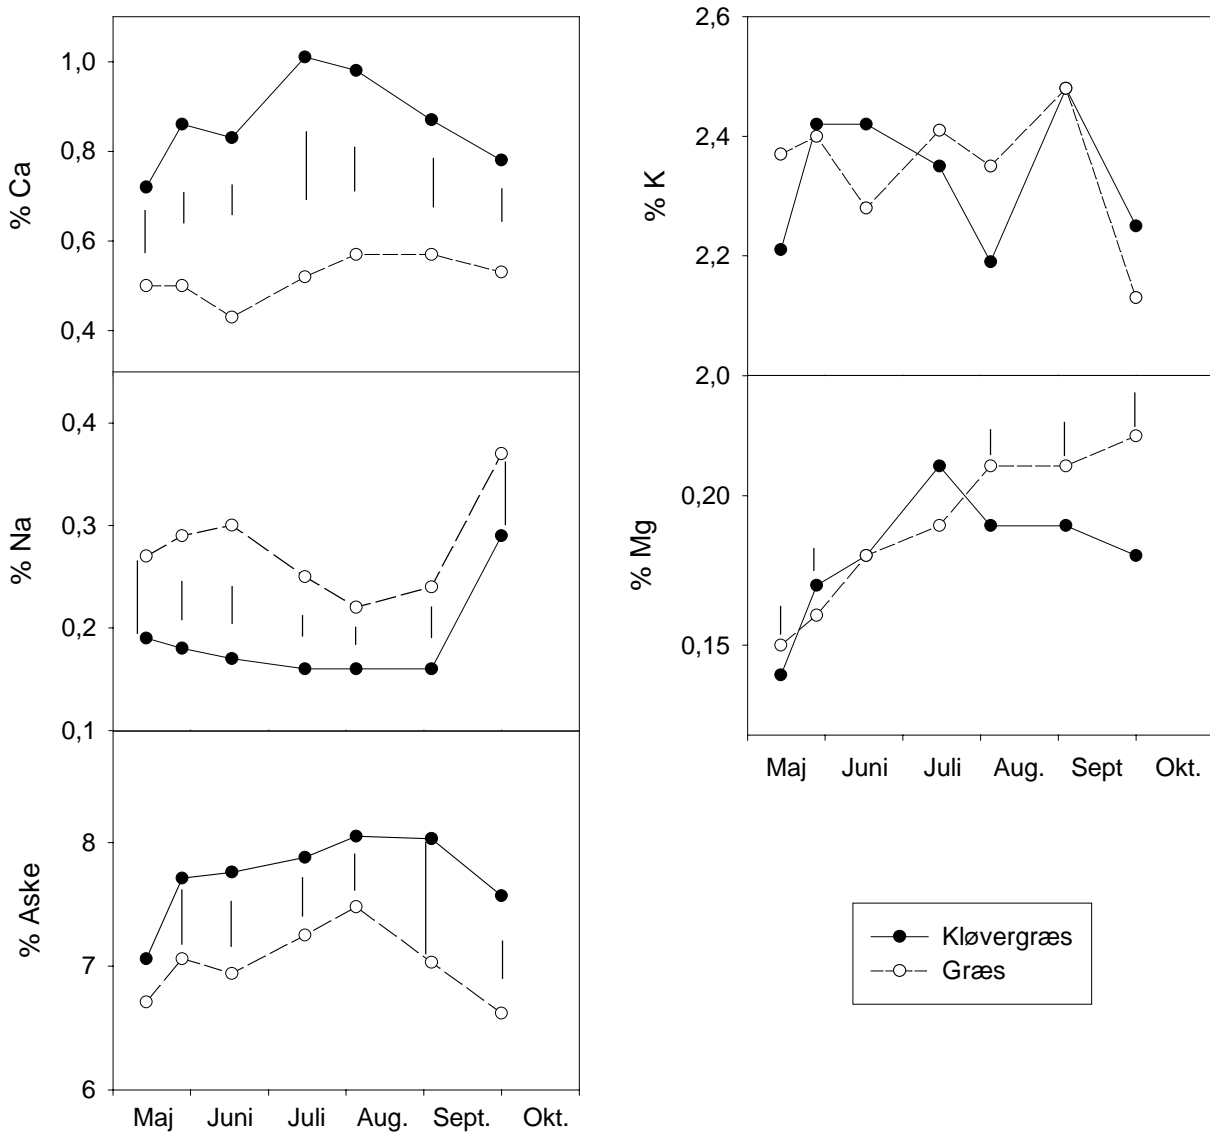 % Ca
1,0
0,8
0,6
0,4
% Na
0,4
0,3
0,2
0,1
% Aske
8
7
6
Maj Juni Juli Aug. Sept. Okt.
% K
2,6
2,4
2,2
2,0
% Mg
0,20
0,15
Maj Juni Juli Aug. Sept Okt.
Kløvergræs
Græs